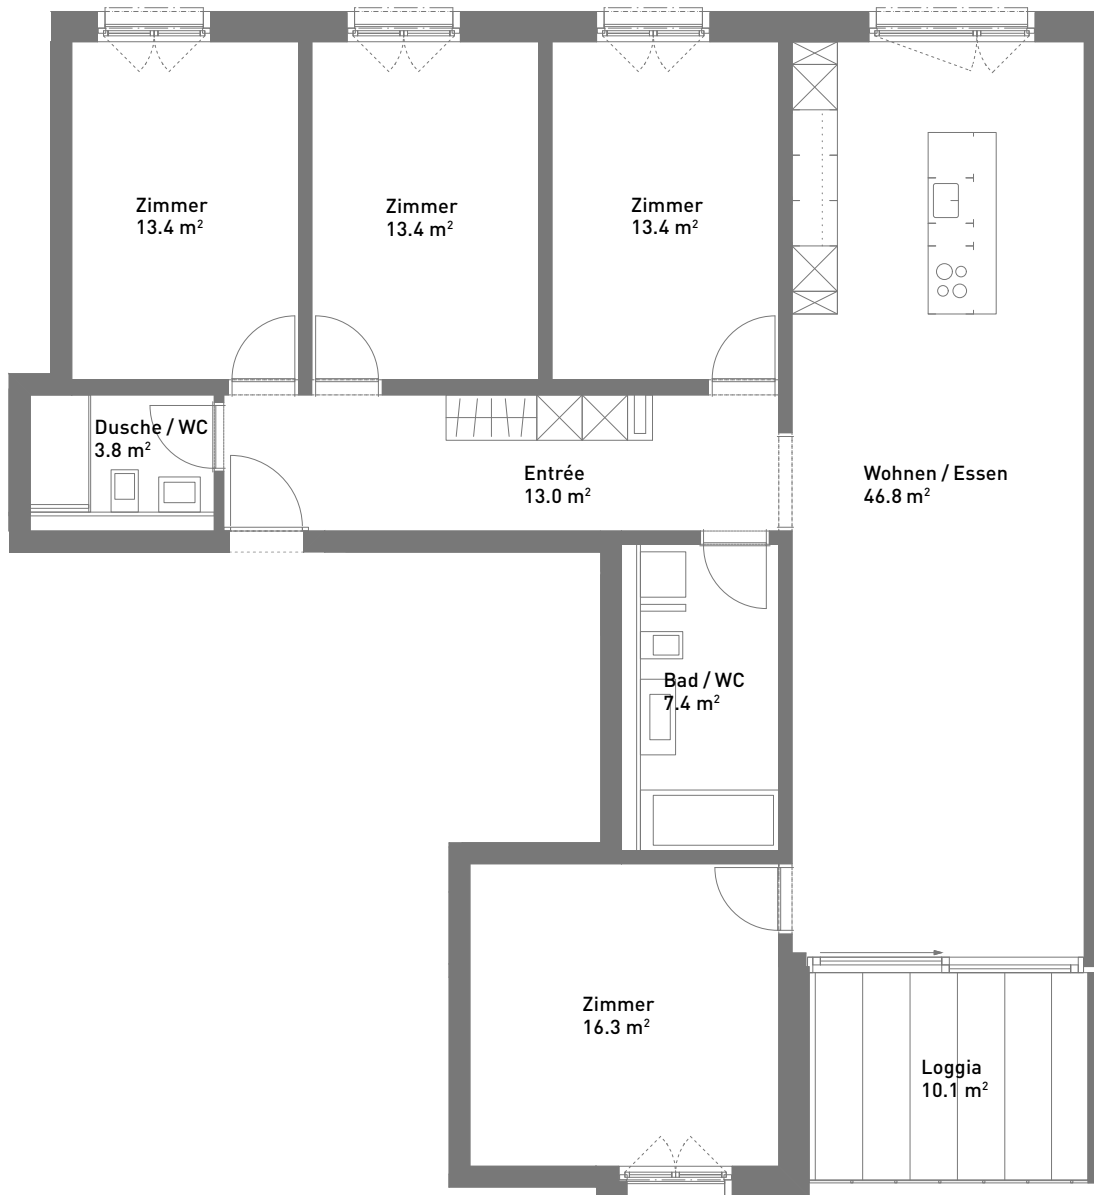 Zimmer
13.4 m²
Zimmer
13.4 m²
Zimmer
13.4 m²
Dusche / WC
3.8 m²
Entrée
13.0 m²
Wohnen / Essen
46.8 m²
Bad / WC
7.4 m²
Zimmer
16.3 m²
Loggia
10.1 m²